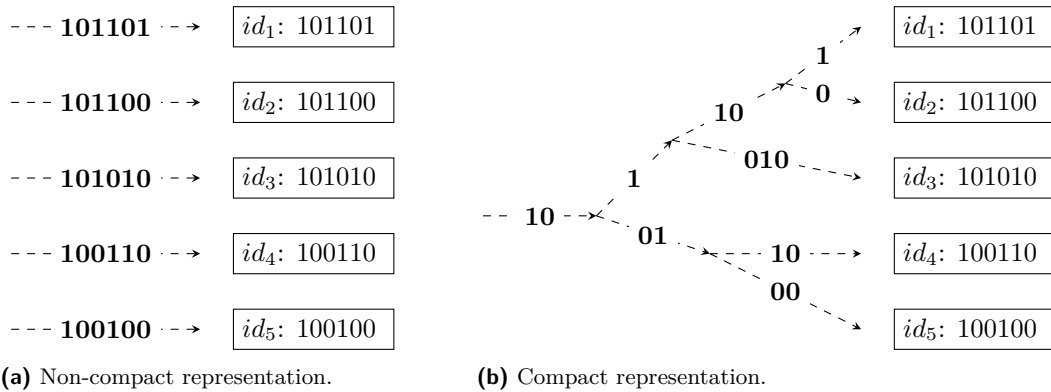 101101 id₁: 101101
101100 id₂: 101100
101010 id₃: 101010
100110 id₄: 100110
100100 id₅: 100100
(a) Non-compact representation.
1 id₁: 101101
0 id₂: 101100
10
010 id₃: 101010
1
10
01 10 id₄: 100110
00
id₅: 100100
(b) Compact representation.